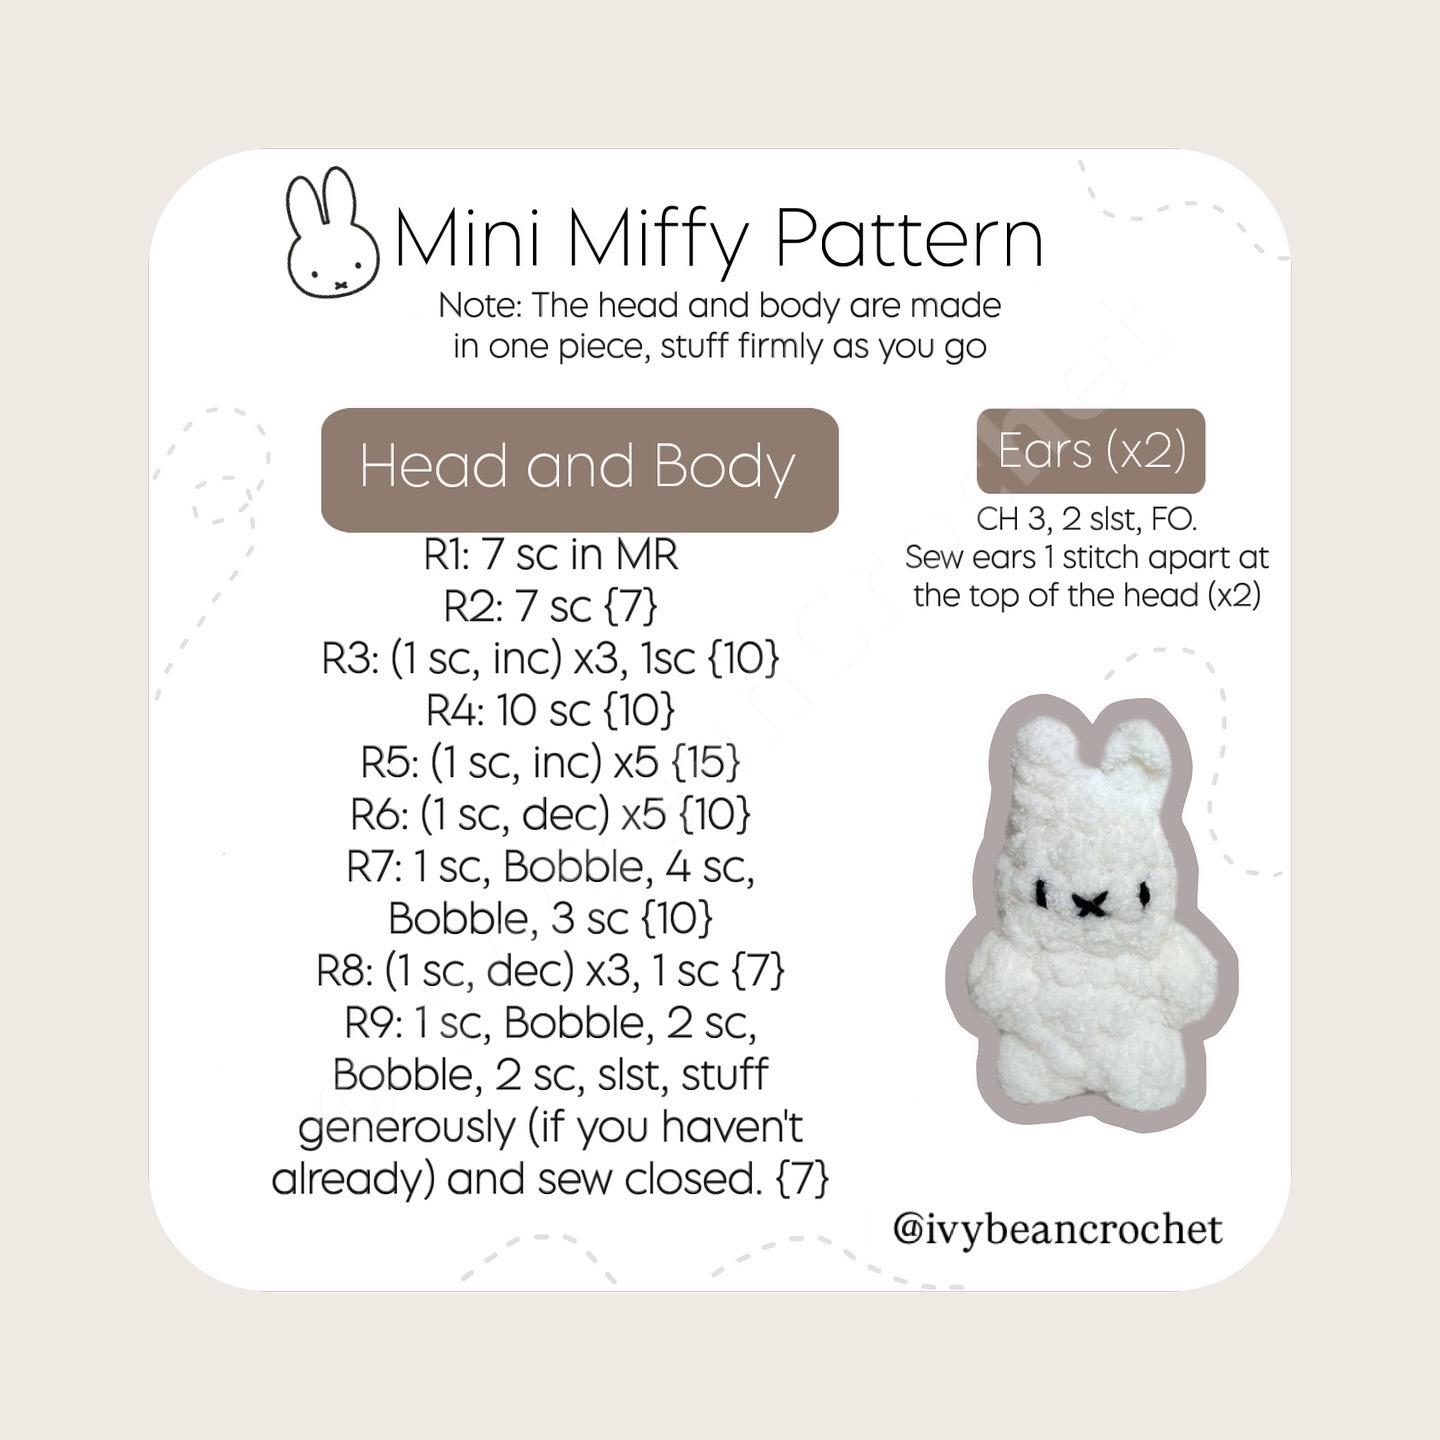 Mini Miffy Pattern
Note: The head and body are made
in one piece, stuff firmly as you go
Head and Body
R1: 7 sc in MR
R2: 7 sc {7}
R3: (1 sc, inc) x3, 1sc {10}
R4: 10 sc {10}
R5: (1 sc, inc) x5 {15}
R6: (1 sc, dec) x5 {10}
R7: 1 sc, Bobble, 4 sc,
Bobble, 3 sc {10}
R8: (1 sc, dec) x3, 1 sc {7}
R9: 1 sc, Bobble, 2 sc,
Bobble, 2 sc, slst, stuff
generously (if you haven't
already) and sew closed. {7}
Ears (x2)
CH 3, 2 slst, FO.
Sew ears 1 stitch apart at
the top of the head (x2)
@ivybeancrochet